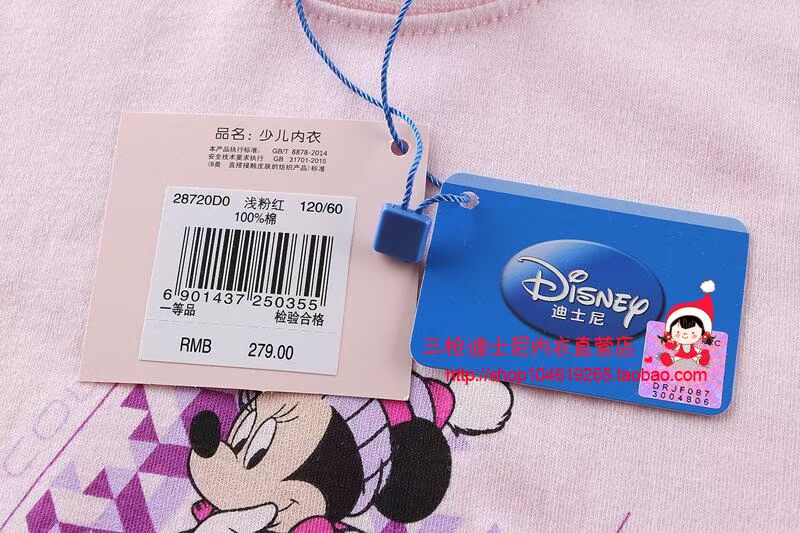 品名：少儿内衣
本产品执行标准： GB/T 8878-2014
安全技术要求执行 GB 31701-2015
(B类 直接接触皮肤的纺织产品)标准
28720D0 浅粉红 120/60
100%棉
6 901437 250355
一等品 检验合格
RMB 279.00
Disney
迪士尼
三枪迪士尼内衣直营店
http://shop104619265.taobao.com
DRJF087
3004806